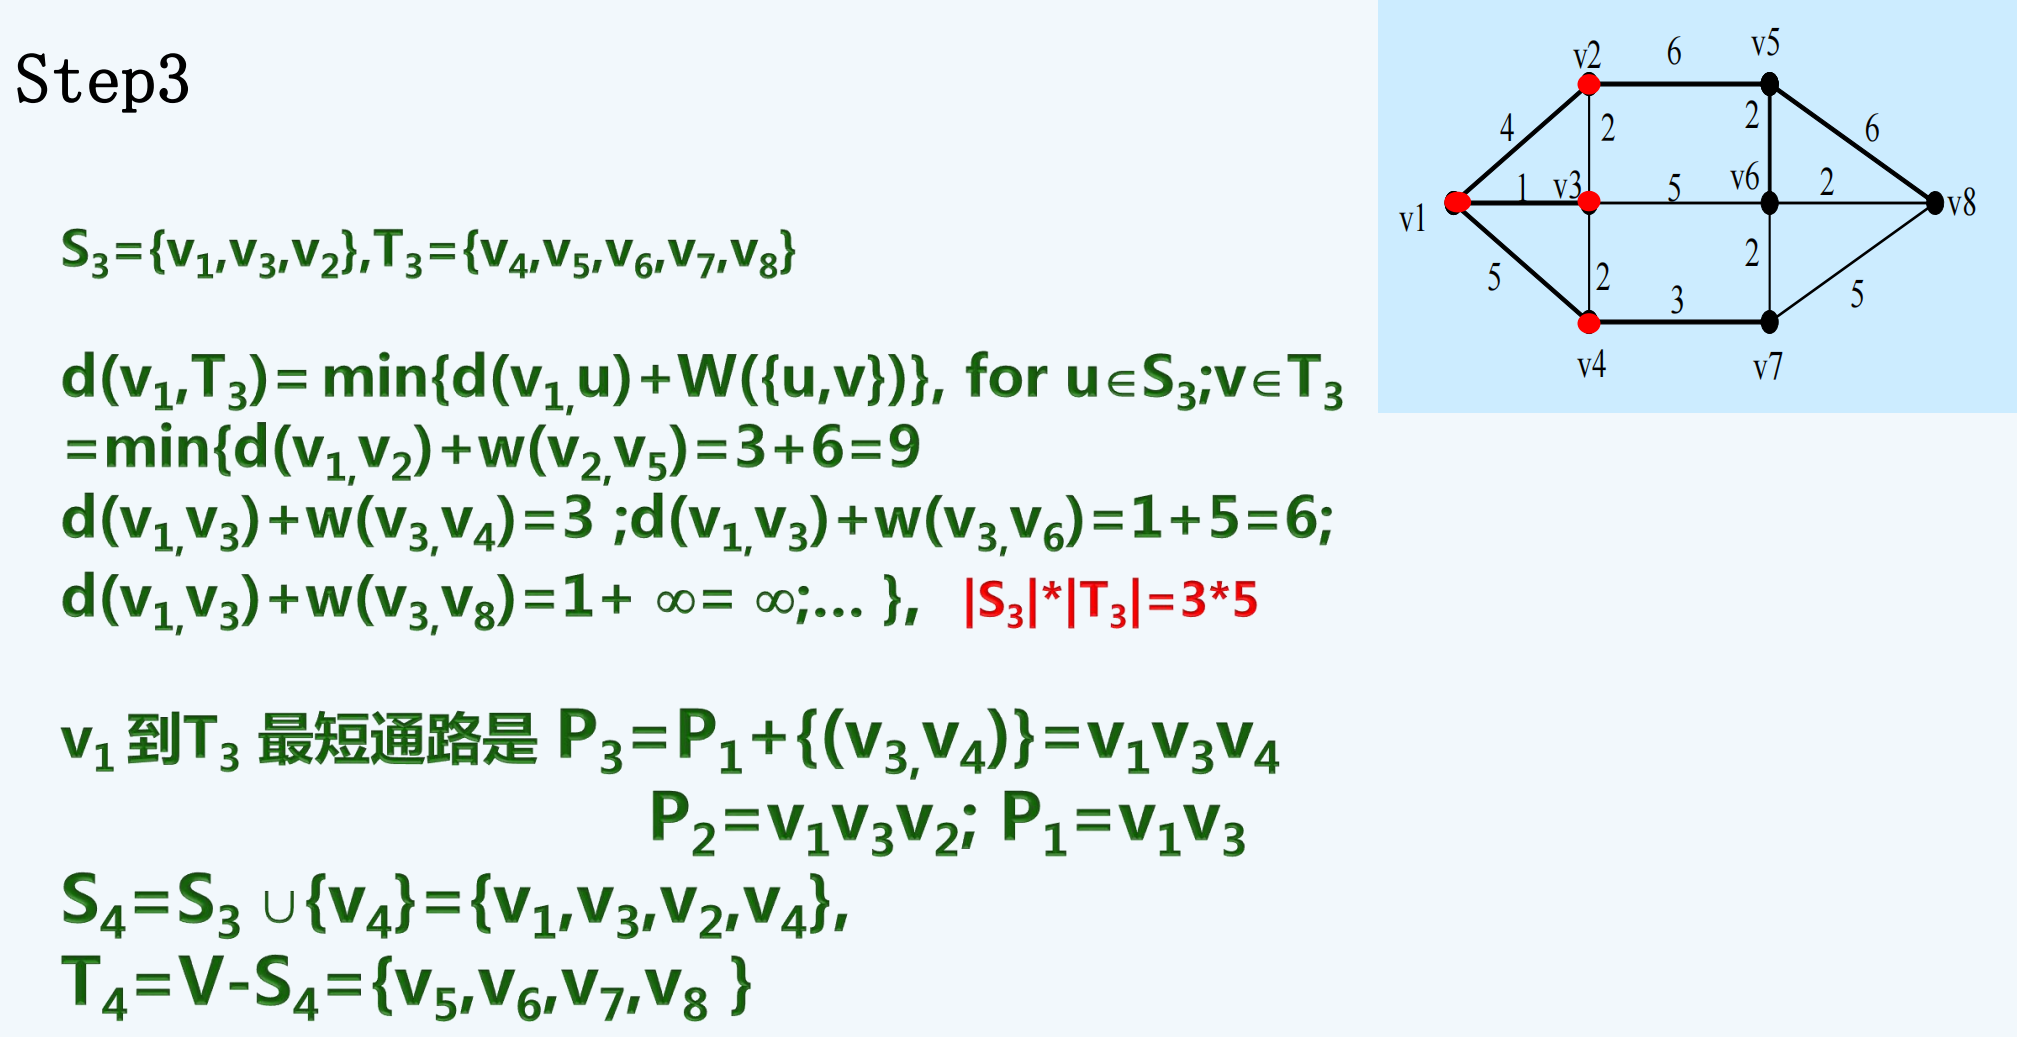 Step3
S₃={v₁,v₃,v₂},T₃={v₄,v₅,v₆,v₇,v₈}
d(v₁,T₃)=min{d(v₁,u)+W({u,v})}, for u∈S₃;v∈T₃
=min{d(v₁,v₂)+w(v₂,v₅)=3+6=9
d(v₁,v₃)+w(v₃,v₄)=3 ;d(v₁,v₃)+w(v₃,v₆)=1+5=6;
d(v₁,v₃)+w(v₃,v₈)=1+ ∞= ∞;... }, |S₃|*|T₃|=3*5
v₁到T₃ 最短通路是 P₃=P₁+{(v₃,v₄)}=v₁v₃v₄
P₂=v₁v₃v₂; P₁=v₁v₃
S₄=S₃ ∪{v₄}={v₁,v₃,v₂,v₄},
T₄=V-S₄={v₅,v₆,v₇,v₈ }
v2 6 v5
4 2 2 6
1 v3 5 v6 2
v1 v8
5 2 2
3 5
v4 v7